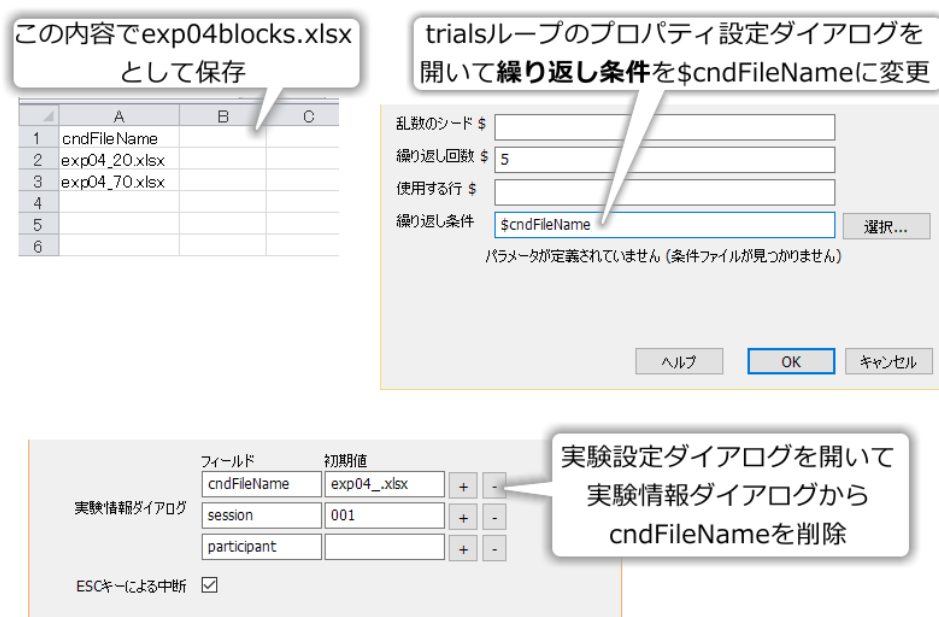 この内容でexp04blocks.xlsx
として保存
trialsループのプロパティ設定ダイアログを
開いて繰り返し条件を$cndFileNameに変更
A B C
1 cndFileName
2 exp04_20.xlsx
3 exp04_70.xlsx
4
5
6
乱数のシード $
繰り返し回数 $ 5
使用する行 $
繰り返し条件 $cndFileName 選択...
パラメータが定義されていません (条件ファイルが見つかりません)
ヘルプ OK キャンセル
実験設定ダイアログを開いて
実験情報ダイアログから
cndFileNameを削除
フィールド 初期値
cndFileName exp04_.xlsx + -
実験情報ダイアログ session 001 + -
participant + -
ESCキーによる中断